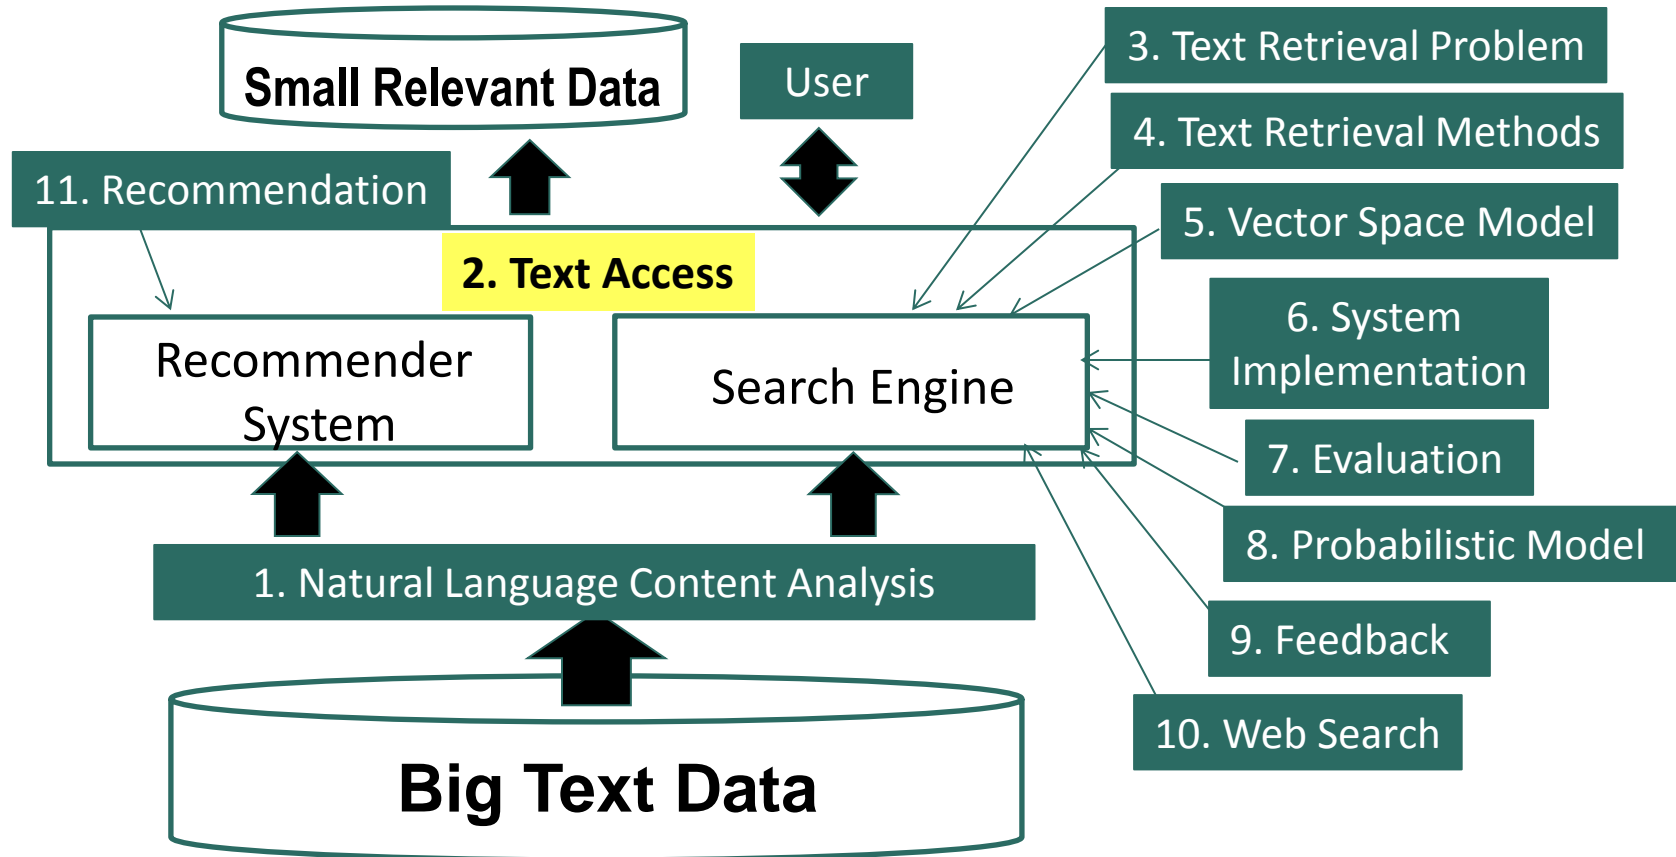 Small Relevant Data
User
3. Text Retrieval Problem
4. Text Retrieval Methods
11. Recommendation
5. Vector Space Model
2. Text Access
6. System
Implementation
Recommender
System
Search Engine
7. Evaluation
8. Probabilistic Model
1. Natural Language Content Analysis
9. Feedback
10. Web Search
Big Text Data